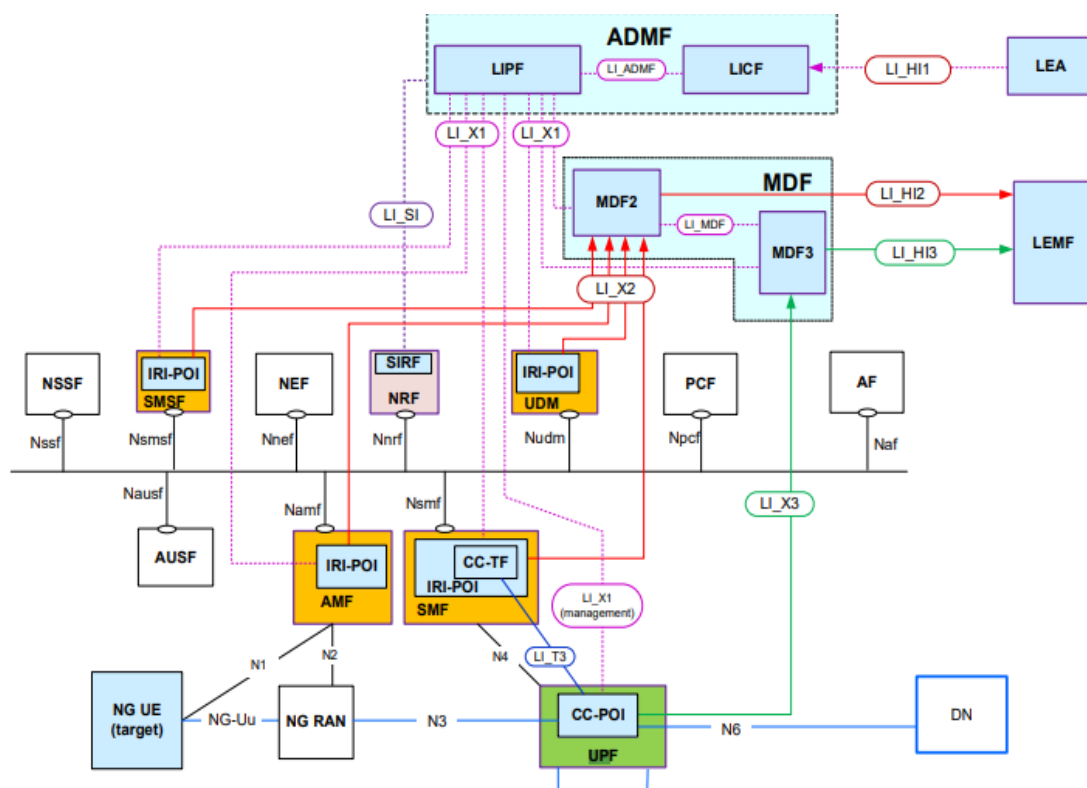 ADMF
LIPF
LI_ADMF
LICF
LI_HI1
LEA
LI_X1
LI_X1
MDF
LI_SI
MDF2
LI_HI2
LI_MDF
MDF3
LI_HI3
LEMF
LI_X2
NSSF
IRI-POI
SMSF
NEF
SIRF
NRF
IRI-POI
UDM
PCF
AF
Nssf
Nsmsf
Nnef
Nnrf
Nudm
Npcf
Naf
Nausf
Namf
Nsmf
LI_X3
AUSF
IRI-POI
AMF
CC-TF
IRI-POI
SMF
LI_X1
(management)
N1
N2
N4
LI_T3
NG UE
(target)
NG-Uu
NG RAN
N3
CC-POI
UPF
N6
DN